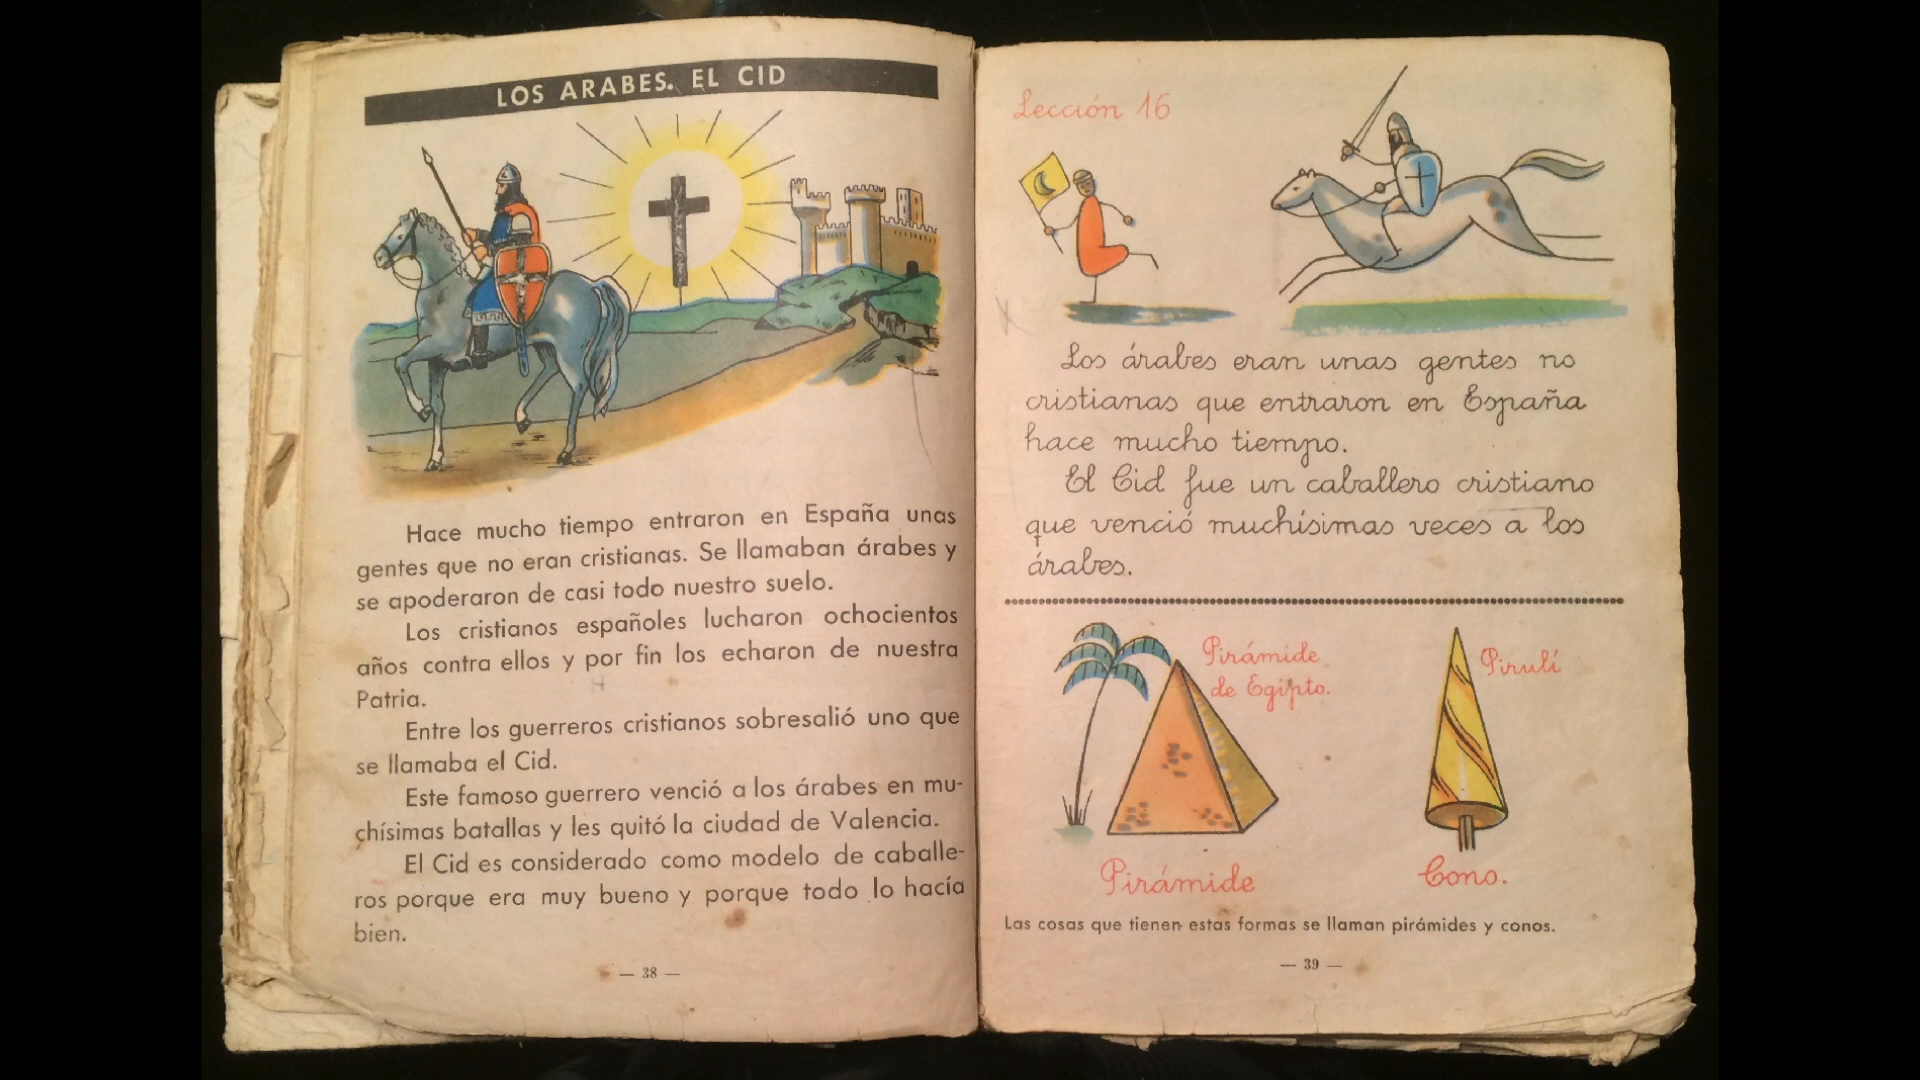 LOS ARABES. EL CID
Hace mucho tiempo entraron en España unas
gentes que no eran cristianas. Se llamaban árabes y
se apoderaron de casi todo nuestro suelo.
Los cristianos españoles lucharon ochocientos
años contra ellos y por fin los echaron de nuestra
Patria.
Entre los guerreros cristianos sobresalió uno que
se llamaba el Cid.
Este famoso guerrero venció a los árabes en mu-
chísimas batallas y les quitó la ciudad de Valencia.
El Cid es considerado como modelo de caballe-
ros porque era muy bueno y porque todo lo hacía
bien.
— 38 —
Lección 16
Los árabes eran unas gentes no
cristianas que entraron en España
hace mucho tiempo.
El Cid fue un caballero cristiano
que venció muchísimas veces a los
árabes.
Pirámide
de Egipto.
Pirulí
Pirámide
Cono.
Las cosas que tienen estas formas se llaman pirámides y conos.
— 39 —